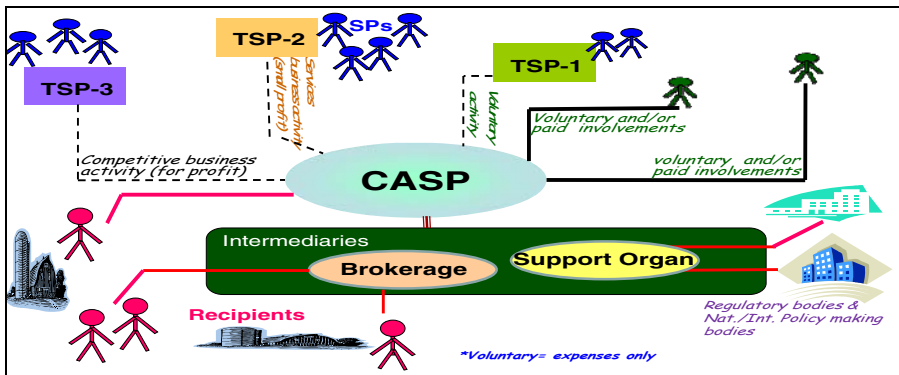 SPs
TSP-2
TSP-1
TSP-3
Services
business activity
(small profit)
Voluntary
activity
Voluntary and/or
paid involvements
voluntary and/or
paid involvements
Competitive business
activity (for profit)
CASP
Intermediaries
Brokerage
Support Organ
Recipients
Regulatory bodies &
Nat./Int. Policy making
bodies
*Voluntary= expenses only